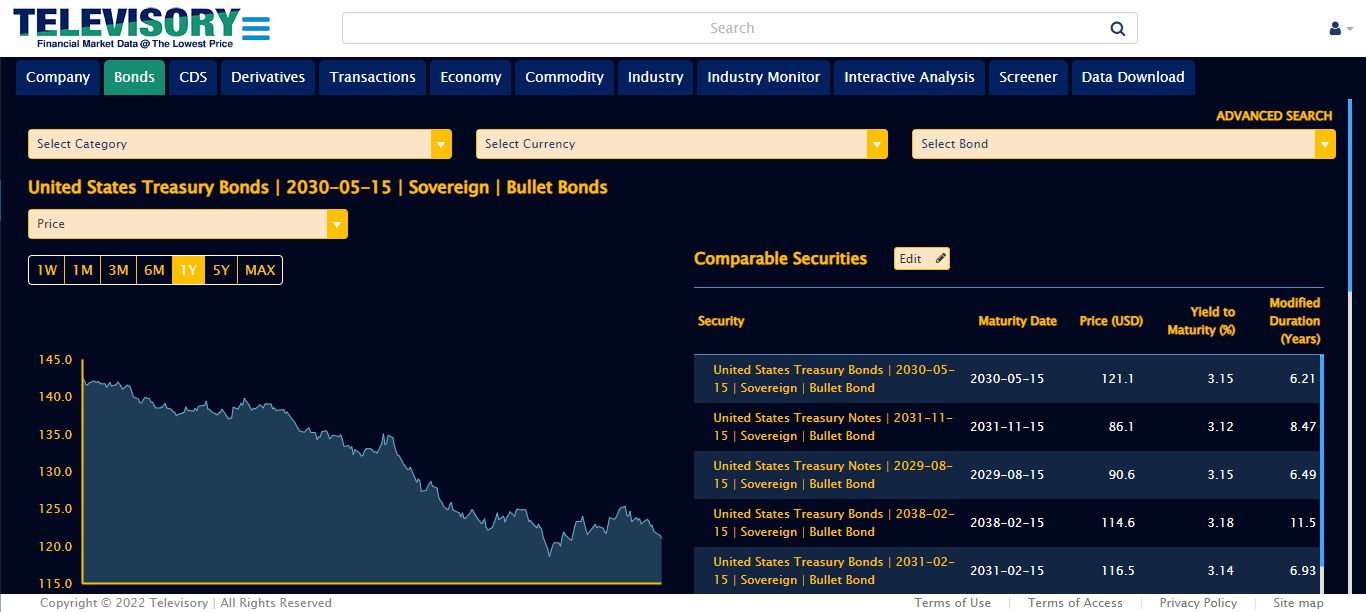 TELEVISORY
Financial Market Data @ The Lowest Price
Search
Company Bonds CDS Derivatives Transactions Economy Commodity Industry Industry Monitor Interactive Analysis Screener Data Download
ADVANCED SEARCH
Select Category Select Currency Select Bond
United States Treasury Bonds | 2030-05-15 | Sovereign | Bullet Bonds
Price
1W 1M 3M 6M 1Y 5Y MAX
145.0
140.0
135.0
130.0
125.0
120.0
115.0
Comparable Securities Edit
Security Maturity Date Price (USD) Yield to Maturity (%) Modified Duration (Years)
United States Treasury Bonds | 2030-05-
15 | Sovereign | Bullet Bond 2030-05-15 121.1 3.15 6.21
United States Treasury Notes | 2031-11-
15 | Sovereign | Bullet Bond 2031-11-15 86.1 3.12 8.47
United States Treasury Notes | 2029-08-
15 | Sovereign | Bullet Bond 2029-08-15 90.6 3.15 6.49
United States Treasury Bonds | 2038-02-
15 | Sovereign | Bullet Bond 2038-02-15 114.6 3.18 11.5
United States Treasury Bonds | 2031-02-
15 | Sovereign | Bullet Bond 2031-02-15 116.5 3.14 6.93
Copyright © 2022 Televisory | All Rights Reserved
Terms of Use | Terms of Access | Privacy Policy | Site map